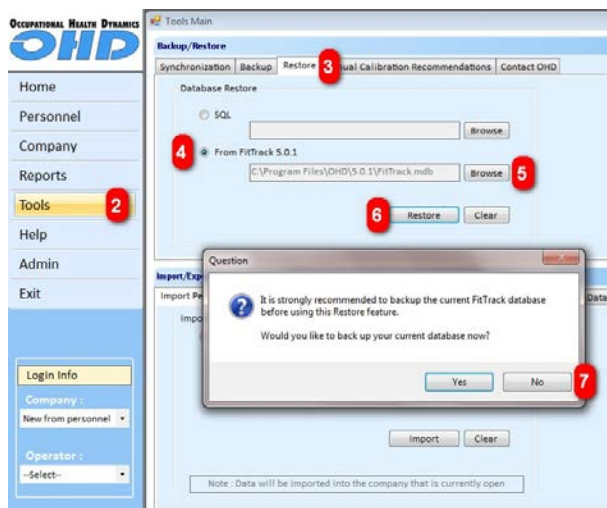 OCCUPATIONAL HEALTH DYNAMICS
OHD
Home
Personnel
Company
Reports
Tools
2
Help
Admin
Exit
Login Info
Company :
New from personnel
Operator :
--Select--
Tools Main
Backup/Restore
Synchronization Backup Restore 3 ual Calibration Recommendations Contact OHD
Database Restore
SQL
Browse
4 From FitTrack 5.0.1
C:\Program Files\OHD\5.0.1\FitTrack.mdb Browse 5
6 Restore Clear
Question
It is strongly recommended to backup the current FitTrack database
before using this Restore feature.
Would you like to back up your current database now?
Yes No 7
Import/Exp
Import Pe Data
Impo
Import Clear
Note : Data will be imported into the company that is currently open